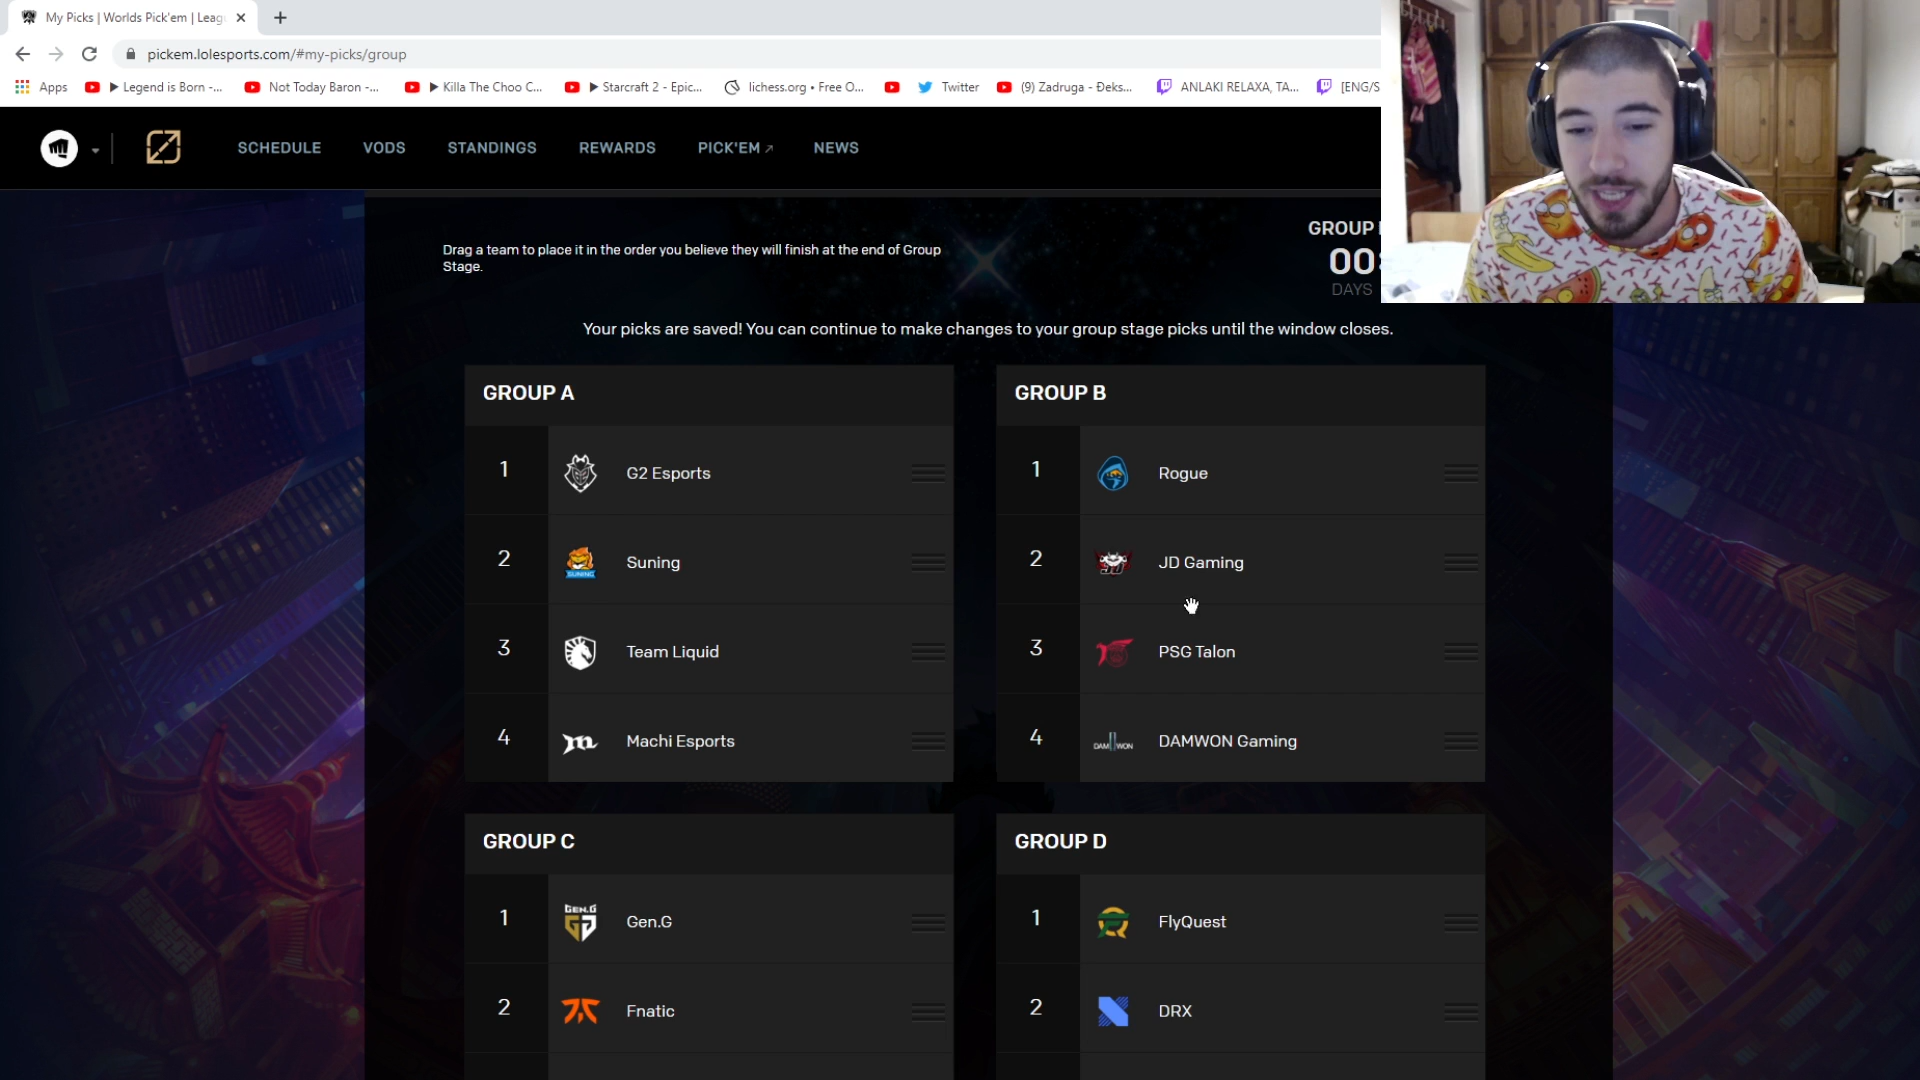 My Picks | Worlds Pick'em | Leag
pickem.lolesports.com/#my-picks/group
Apps
▶ Legend is Born -...
Not Today Baron -...
▶ Killa The Choo C...
▶ Starcraft 2 - Epic...
lichess.org • Free O...
Twitter
(9) Zadruga - Đeks...
ANLAKI RELAXA, TA...
[ENG/S
SCHEDULE
VODS
STANDINGS
REWARDS
PICK'EM
NEWS
Drag a team to place it in the order you believe they will finish at the end of Group
Stage.
GROUP
00:
DAYS
Your picks are saved! You can continue to make changes to your group stage picks until the window closes.
GROUP A
1 G2 Esports
2 SUNING Suning
3 Team Liquid
4 Machi Esports
GROUP B
1 Rogue
2 JD Gaming
3 PSG Talon
4 DAMWON DAMWON Gaming
GROUP C
1 GEN.G Gen.G
2 Fnatic
GROUP D
1 FlyQuest
2 DRX